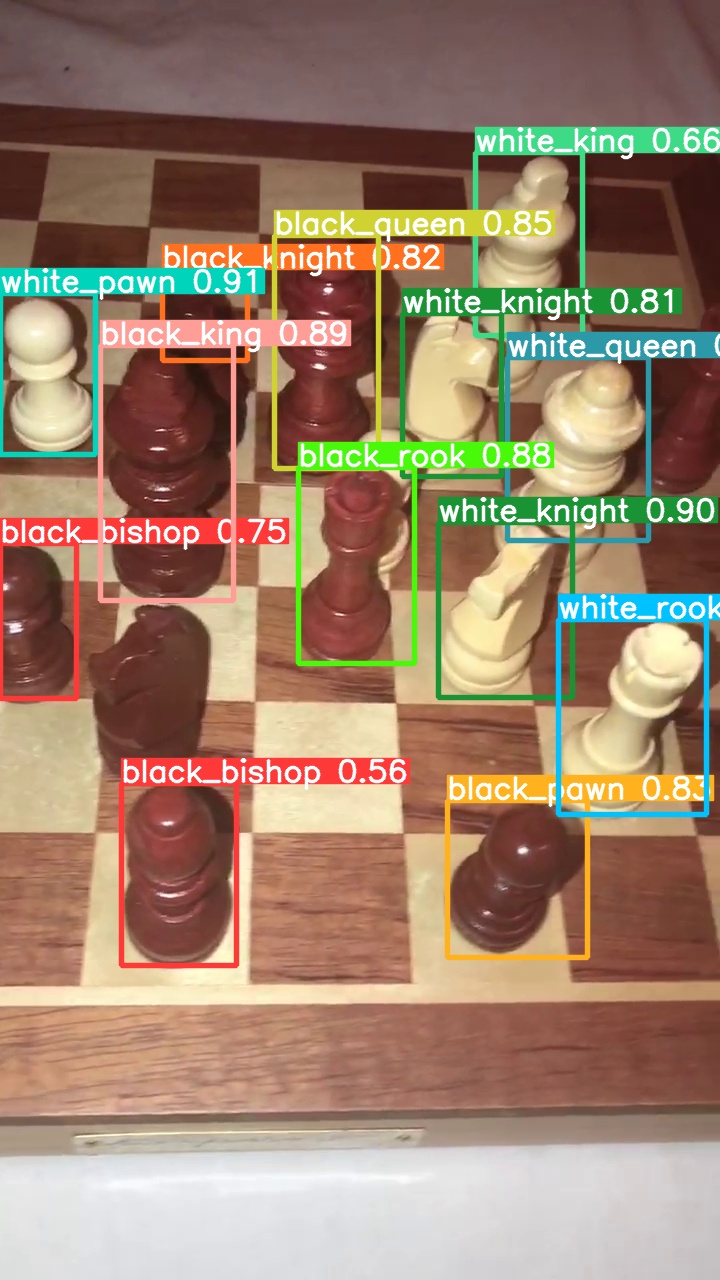 white_king 0.66
black_queen 0.85
black_knight 0.82
white_pawn 0.91
white_knight 0.81
black_king 0.89
white_queen
black_rook 0.88
white_knight 0.90
black_bishop 0.75
white_rook
black_bishop 0.56
black_pawn 0.83